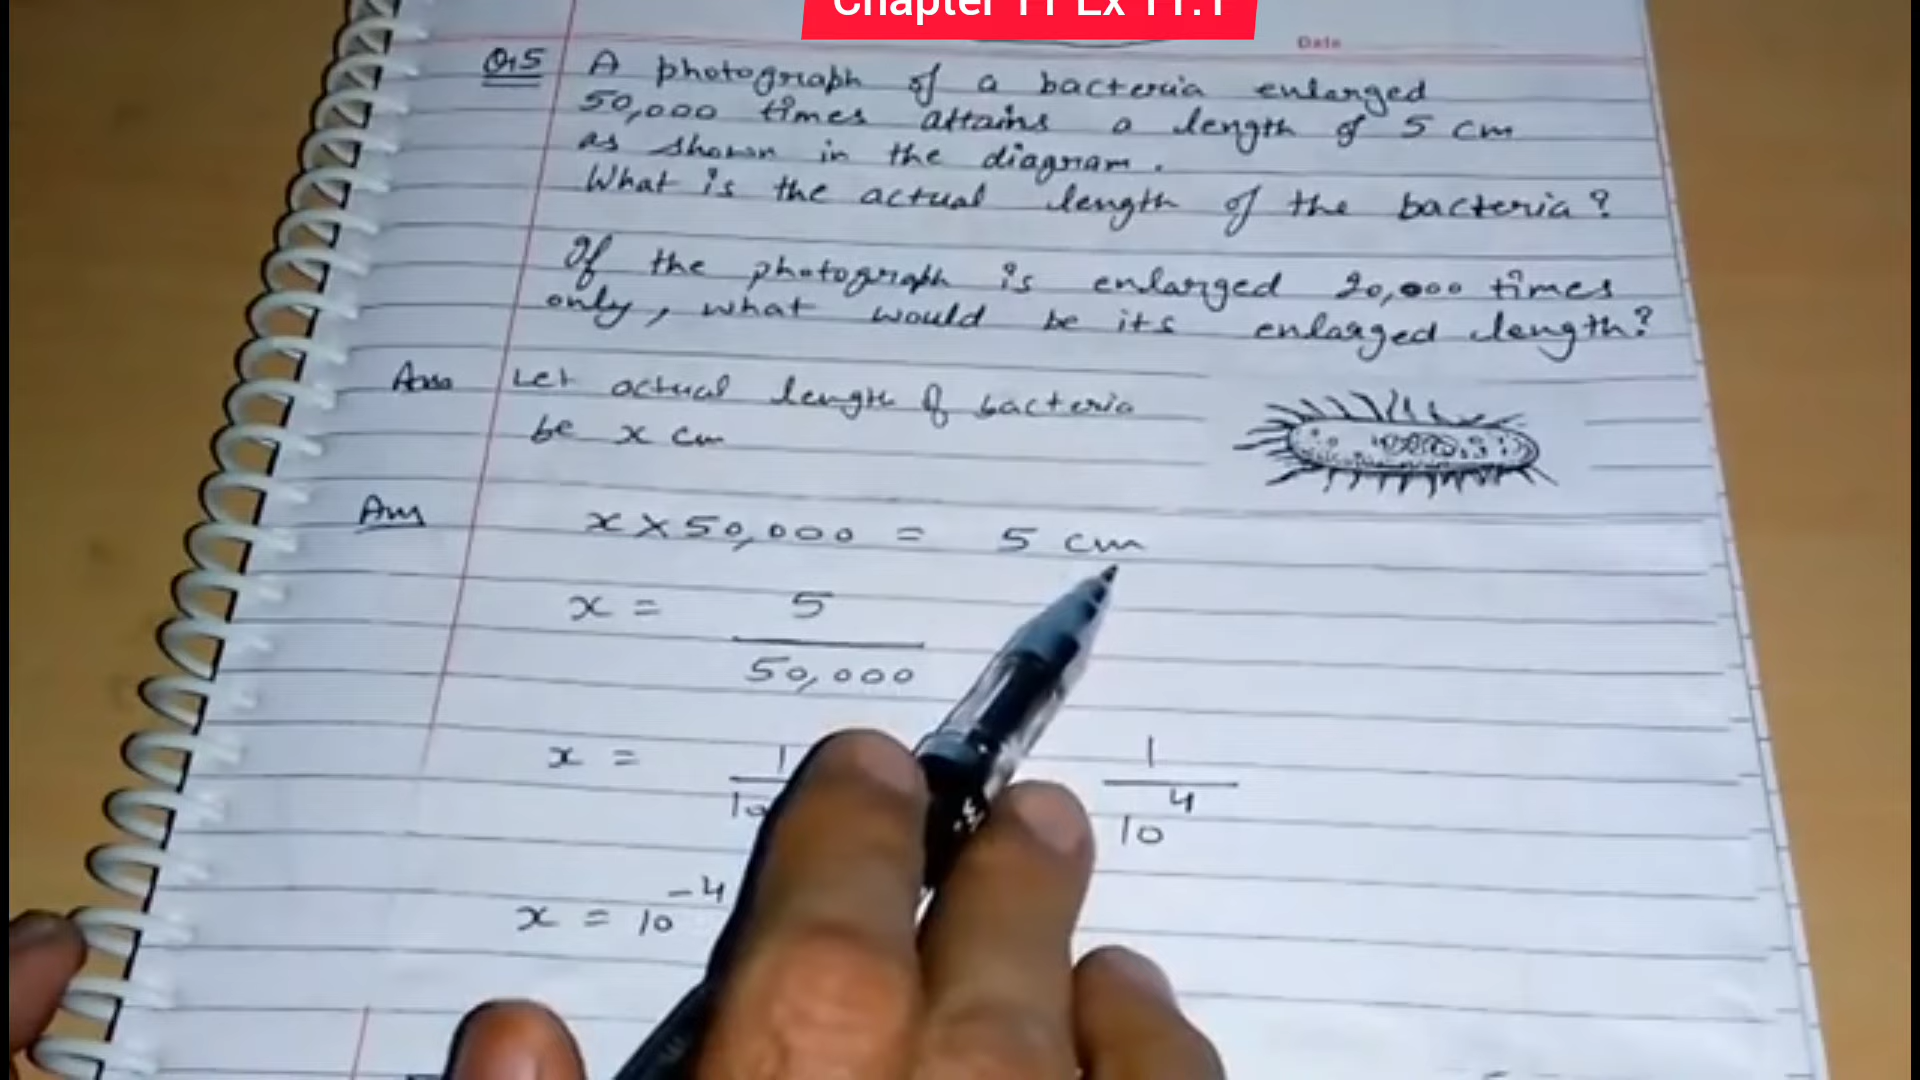 Chapter 11 Ex 11.1
Date
Q.5 A photograph of a bacteria enlarged
50,000 times attains a length of 5 cm
as shown in the diagram.
What is the actual length of the bacteria?
If the photograph is enlarged 20,000 times
only, what would be its enlarged length?
Ans Let actual length of bacteria
be x cm
Ans x × 50,000 = 5 cm
x = 5
50,000
x = 1 1
10 10⁴
x = 10⁻⁴